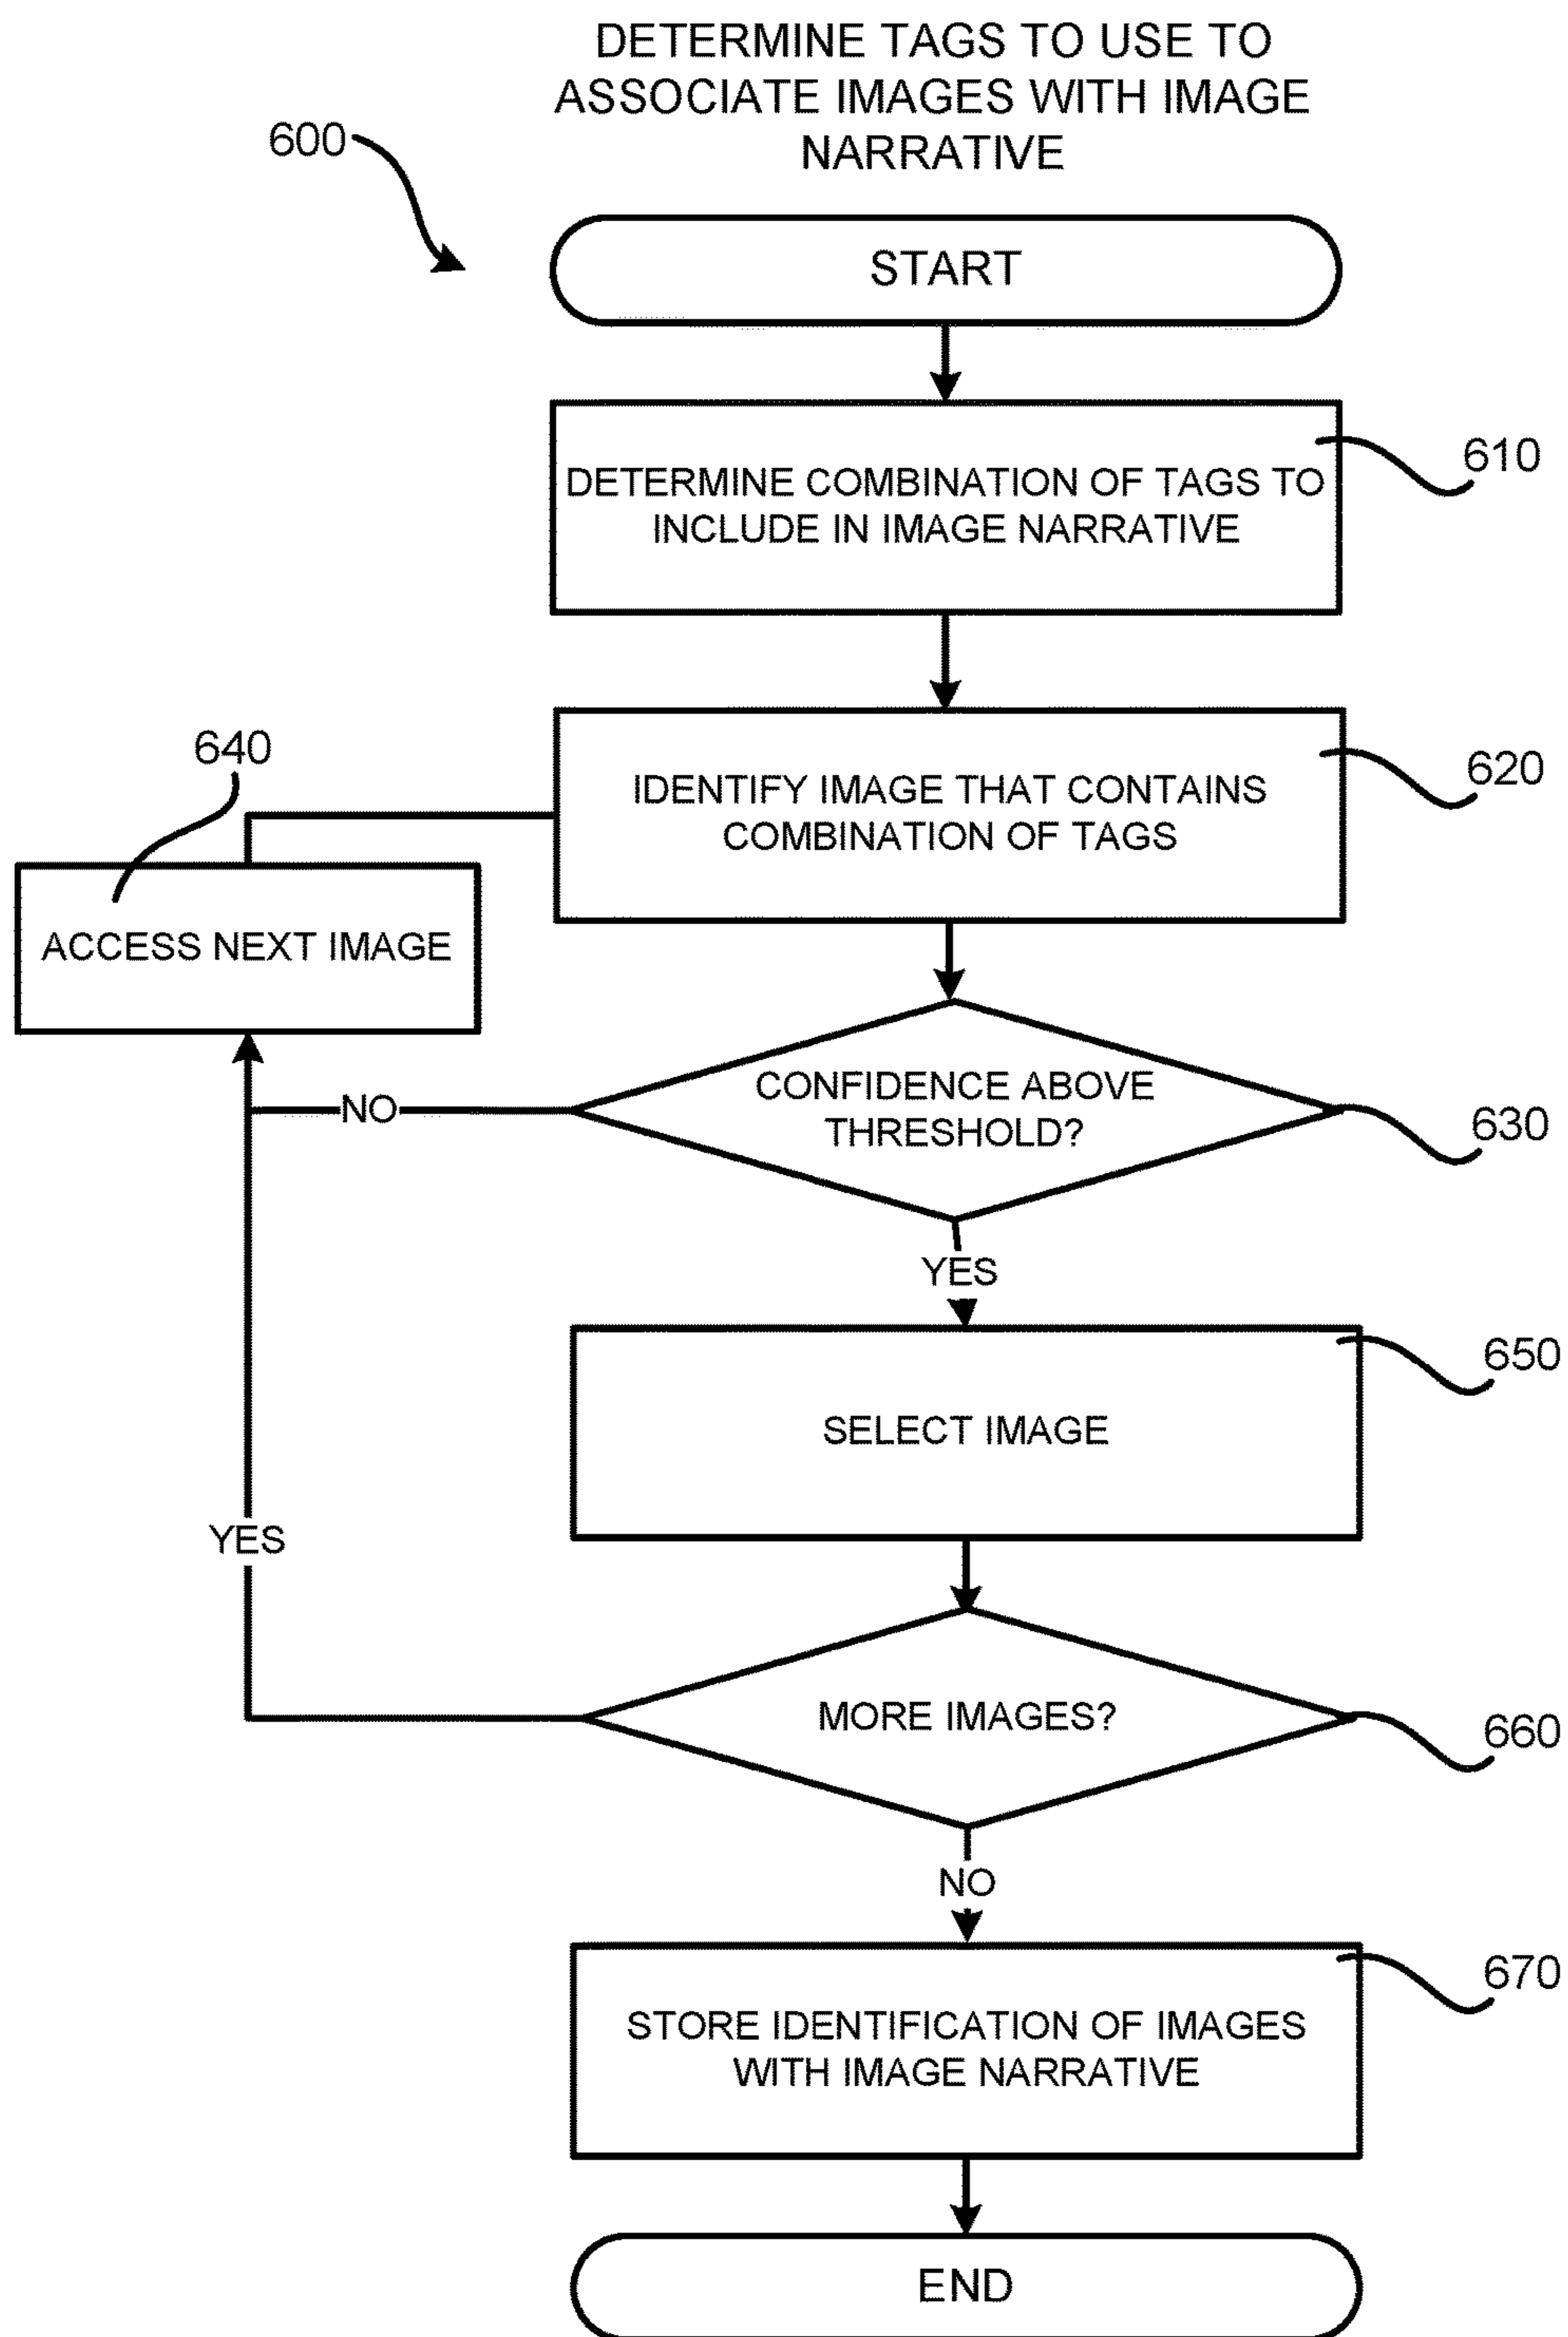 DETERMINE TAGS TO USE TO
ASSOCIATE IMAGES WITH IMAGE
NARRATIVE
600
START
610
DETERMINE COMBINATION OF TAGS TO
INCLUDE IN IMAGE NARRATIVE
640
620
IDENTIFY IMAGE THAT CONTAINS
COMBINATION OF TAGS
ACCESS NEXT IMAGE
CONFIDENCE ABOVE
THRESHOLD?
NO
630
YES
650
SELECT IMAGE
YES
MORE IMAGES?
660
NO
670
STORE IDENTIFICATION OF IMAGES
WITH IMAGE NARRATIVE
END